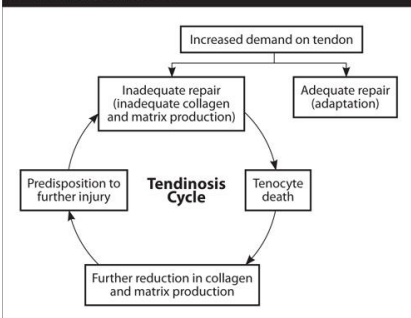 Increased demand on tendon
Inadequate repair
(inadequate collagen
and matrix production)
Adequate repair
(adaptation)
Predisposition to
further injury
Tendinosis
Cycle
Tenocyte
death
Further reduction in collagen
and matrix production